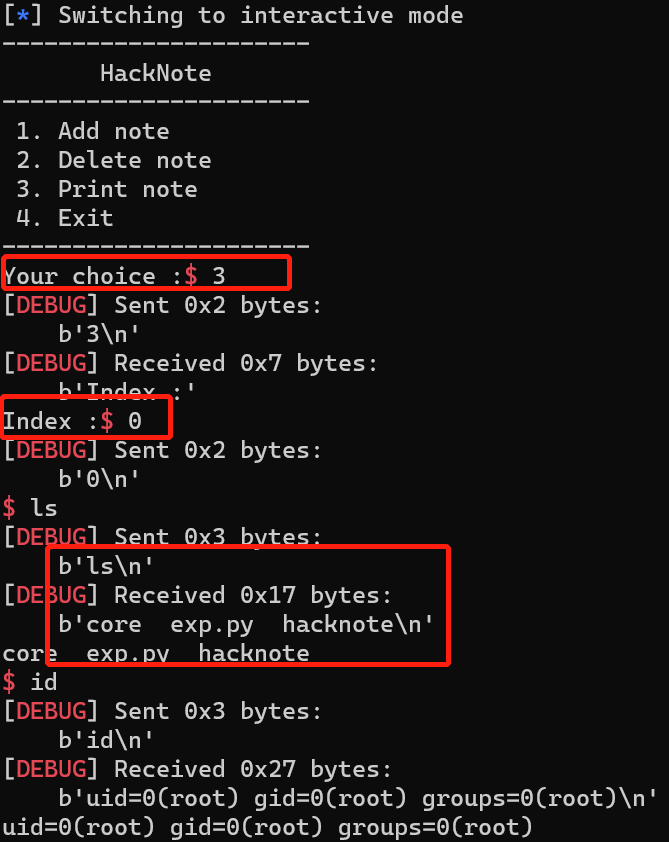 [*] Switching to interactive mode
----------------------
       HackNote
----------------------
 1. Add note
 2. Delete note
 3. Print note
 4. Exit
----------------------
Your choice :$ 3
[DEBUG] Sent 0x2 bytes:
    b'3\n'
[DEBUG] Received 0x7 bytes:
    b'Index :'
Index :$ 0
[DEBUG] Sent 0x2 bytes:
    b'0\n'
$ ls
[DEBUG] Sent 0x3 bytes:
    b'ls\n'
[DEBUG] Received 0x17 bytes:
    b'core  exp.py  hacknote\n'
core  exp.py  hacknote
$ id
[DEBUG] Sent 0x3 bytes:
    b'id\n'
[DEBUG] Received 0x27 bytes:
    b'uid=0(root) gid=0(root) groups=0(root)\n'
uid=0(root) gid=0(root) groups=0(root)